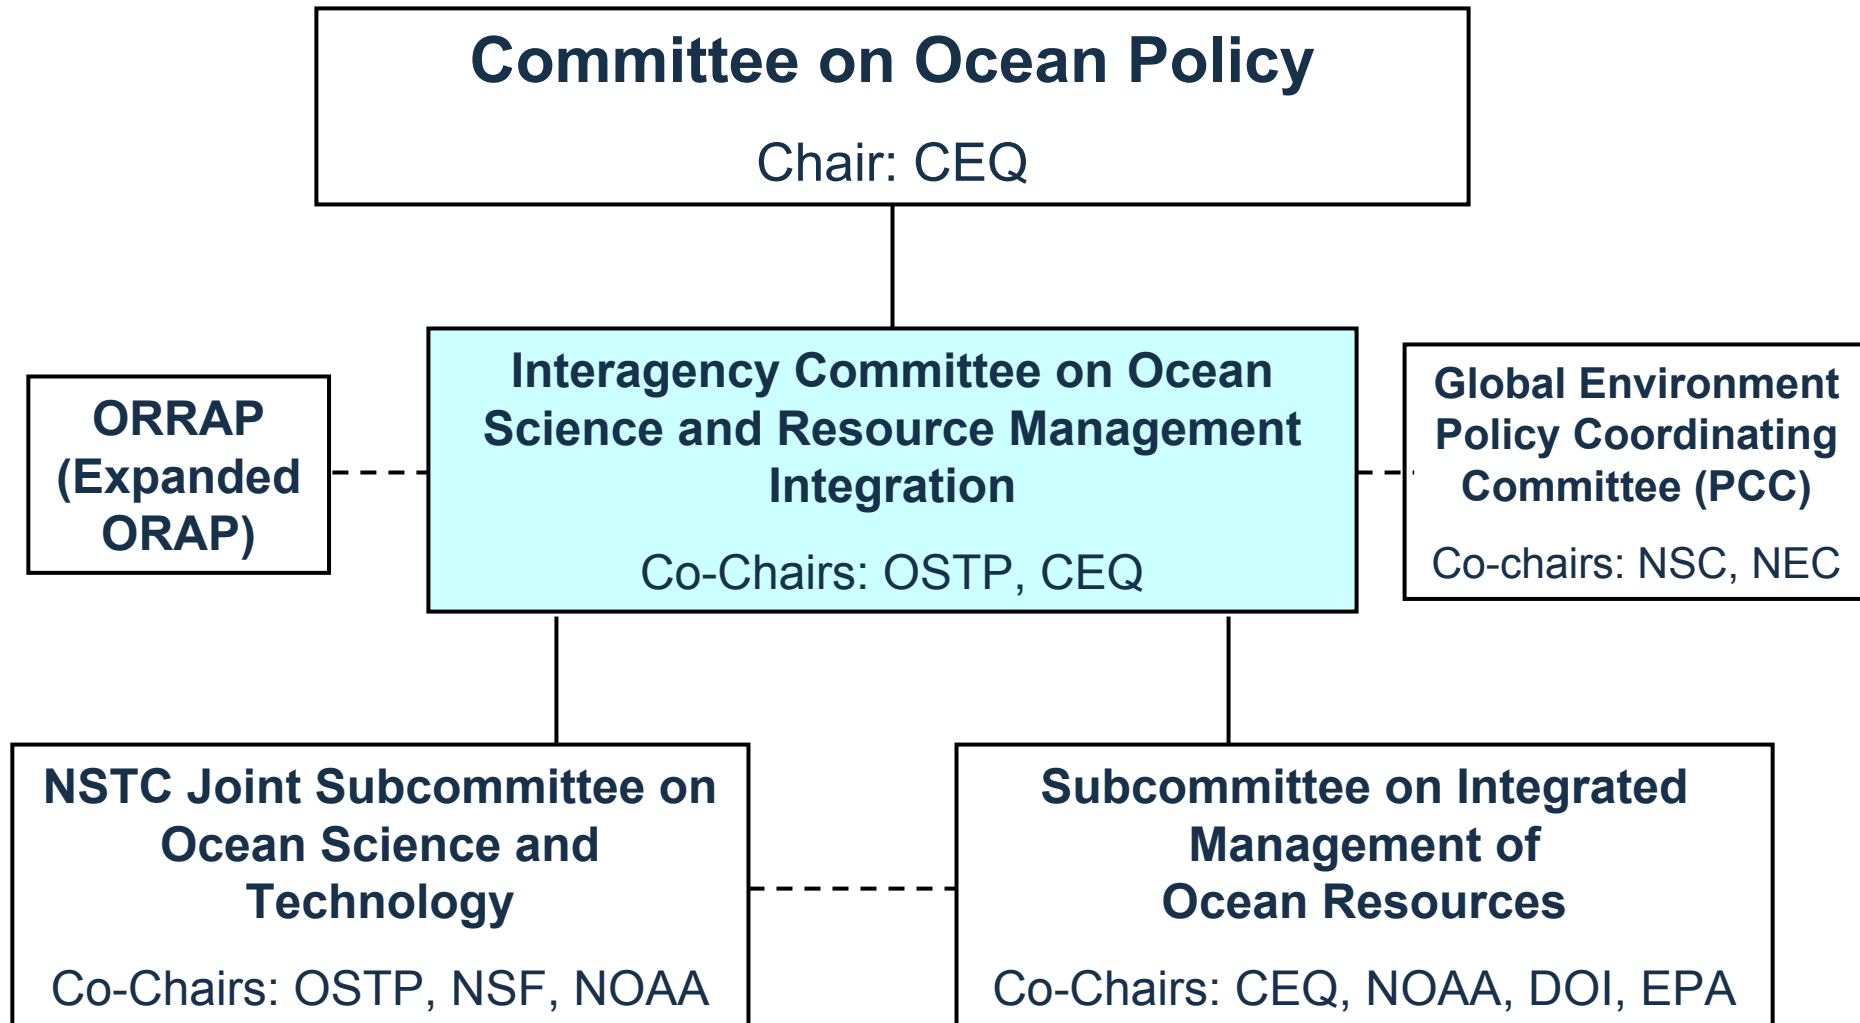 Committee on Ocean Policy
Chair: CEQ
Interagency Committee on Ocean
Science and Resource Management
Integration
Co-Chairs: OSTP, CEQ
ORRAP
(Expanded
ORAP)
Global Environment
Policy Coordinating
Committee (PCC)
Co-chairs: NSC, NEC
NSTC Joint Subcommittee on
Ocean Science and
Technology
Co-Chairs: OSTP, NSF, NOAA
Subcommittee on Integrated
Management of
Ocean Resources
Co-Chairs: CEQ, NOAA, DOI, EPA